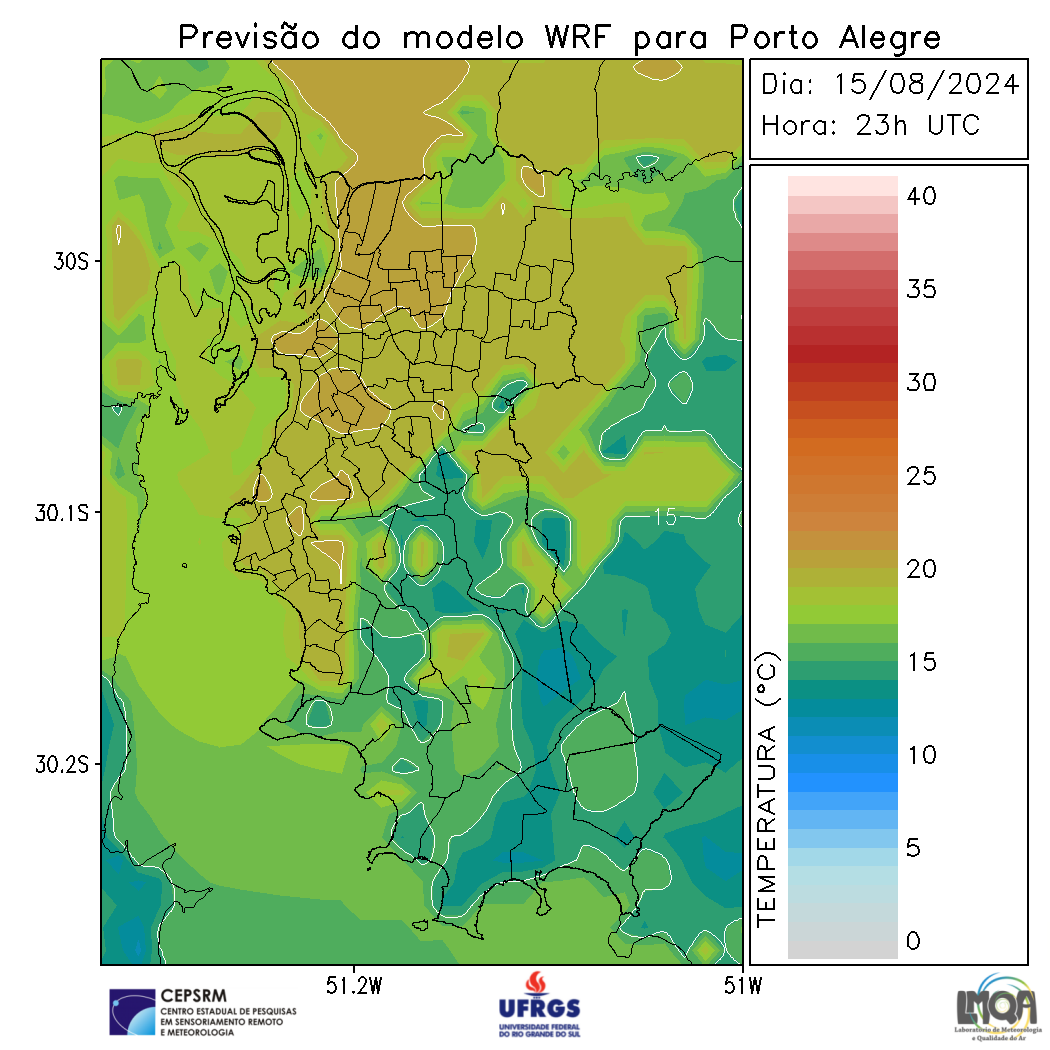 Previsão do modelo WRF para Porto Alegre
Dia: 15/08/2024
Hora: 23h UTC
30S
30.1S
30.2S
51.2W
51W
15
40
35
30
25
20
15
10
5
0
TEMPERATURA (°C)
CEPSRM
CENTRO ESTADUAL DE PESQUISAS
EM SENSORIAMENTO REMOTO
E METEOROLOGIA
UFRGS
UNIVERSIDADE FEDERAL
DO RIO GRANDE DO SUL
LMQA
Laboratório de Meteorologia
e Qualidade do Ar